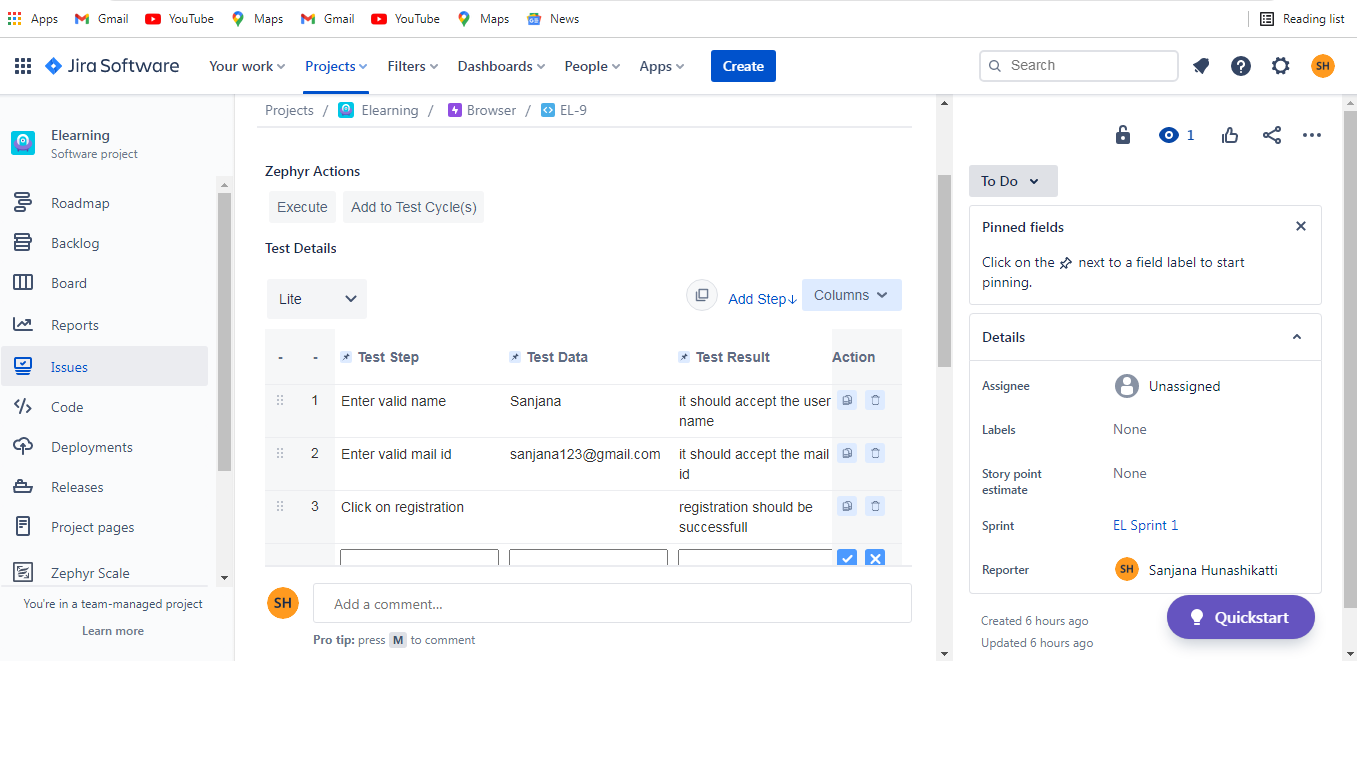 Apps Gmail YouTube Maps Gmail YouTube Maps News Reading list
Jira Software Your work Projects Filters Dashboards People Apps Create Search SH
Elearning
Software project
Roadmap
Backlog
Board
Reports
Issues
Code
Deployments
Releases
Project pages
Zephyr Scale
You're in a team-managed project
Learn more
Projects / Elearning / Browser / EL-9
Zephyr Actions
Execute Add to Test Cycle(s)
Test Details
Lite Add Step↓ Columns
- - Test Step Test Data Test Result Action
1 Enter valid name Sanjana it should accept the user
name
2 Enter valid mail id sanjana123@gmail.com it should accept the mail
id
3 Click on registration registration should be
successfull
SH Add a comment...
Pro tip: press M to comment
1
To Do
Pinned fields
Click on the next to a field label to start
pinning.
Details
Assignee Unassigned
Labels None
Story point
estimate None
Sprint EL Sprint 1
Reporter SH Sanjana Hunashikatti
Created 6 hours ago
Updated 6 hours ago
Quickstart